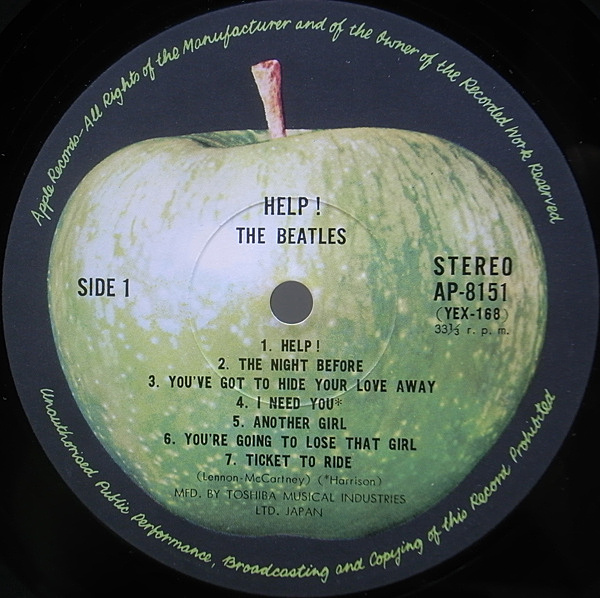 Apple Records-All Rights of the Manufacturer and of the Owner of the Recorded Work Reserved
HELP!
THE BEATLES
SIDE 1
STEREO
AP-8151
(YEX-168)
33⅓ r. p. m.
1. HELP!
2. THE NIGHT BEFORE
3. YOU'VE GOT TO HIDE YOUR LOVE AWAY
4. I NEED YOU*
5. ANOTHER GIRL
6. YOU'RE GOING TO LOSE THAT GIRL
7. TICKET TO RIDE
(Lennon-McCartney) (*Harrison)
MFD. BY TOSHIBA MUSICAL INDUSTRIES
LTD. JAPAN
Unauthorised Public Performance, Broadcasting and Copying of this Record Prohibited